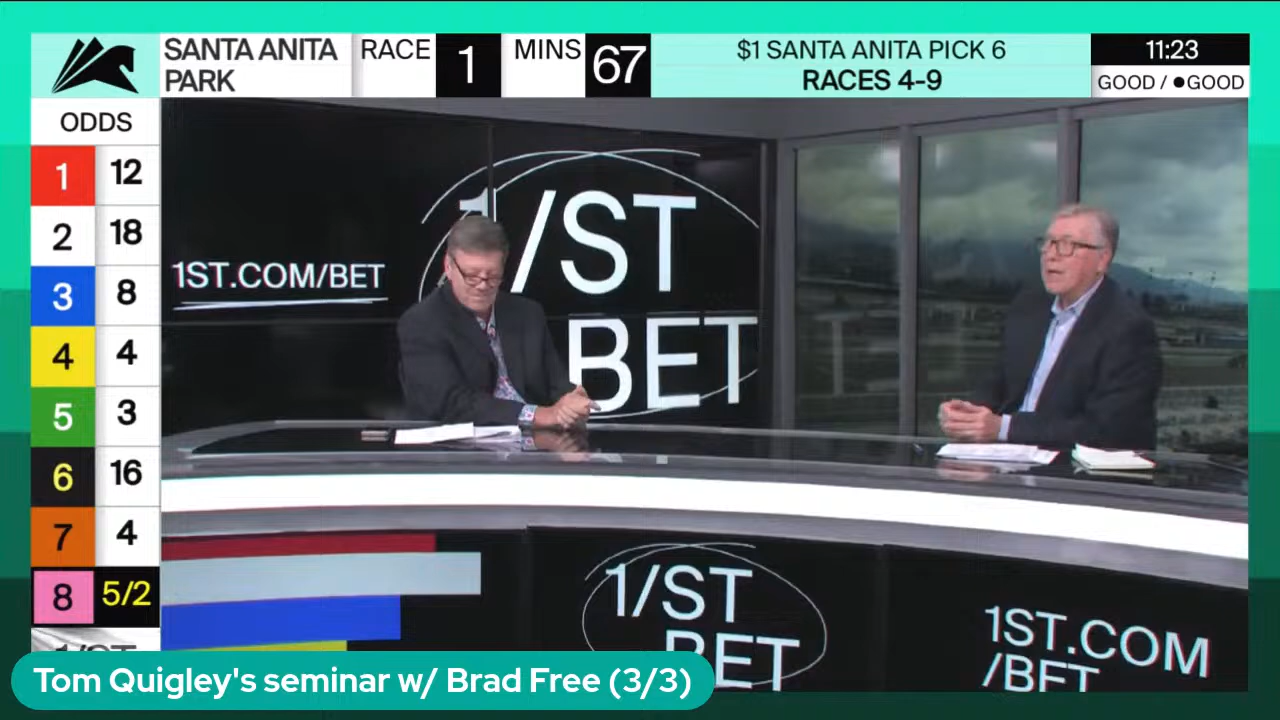 SANTA ANITA
PARK
RACE
1
MINS
67
$1 SANTA ANITA PICK 6
RACES 4-9
11:23
GOOD / ●GOOD
ODDS
1 12
2 18
3 8
4 4
5 3
6 16
7 4
8 5/2
1ST.COM/BET
1/ST
BET
1/ST
BET
1ST.COM
/BET
1/ST
Tom Quigley's seminar w/ Brad Free (3/3)